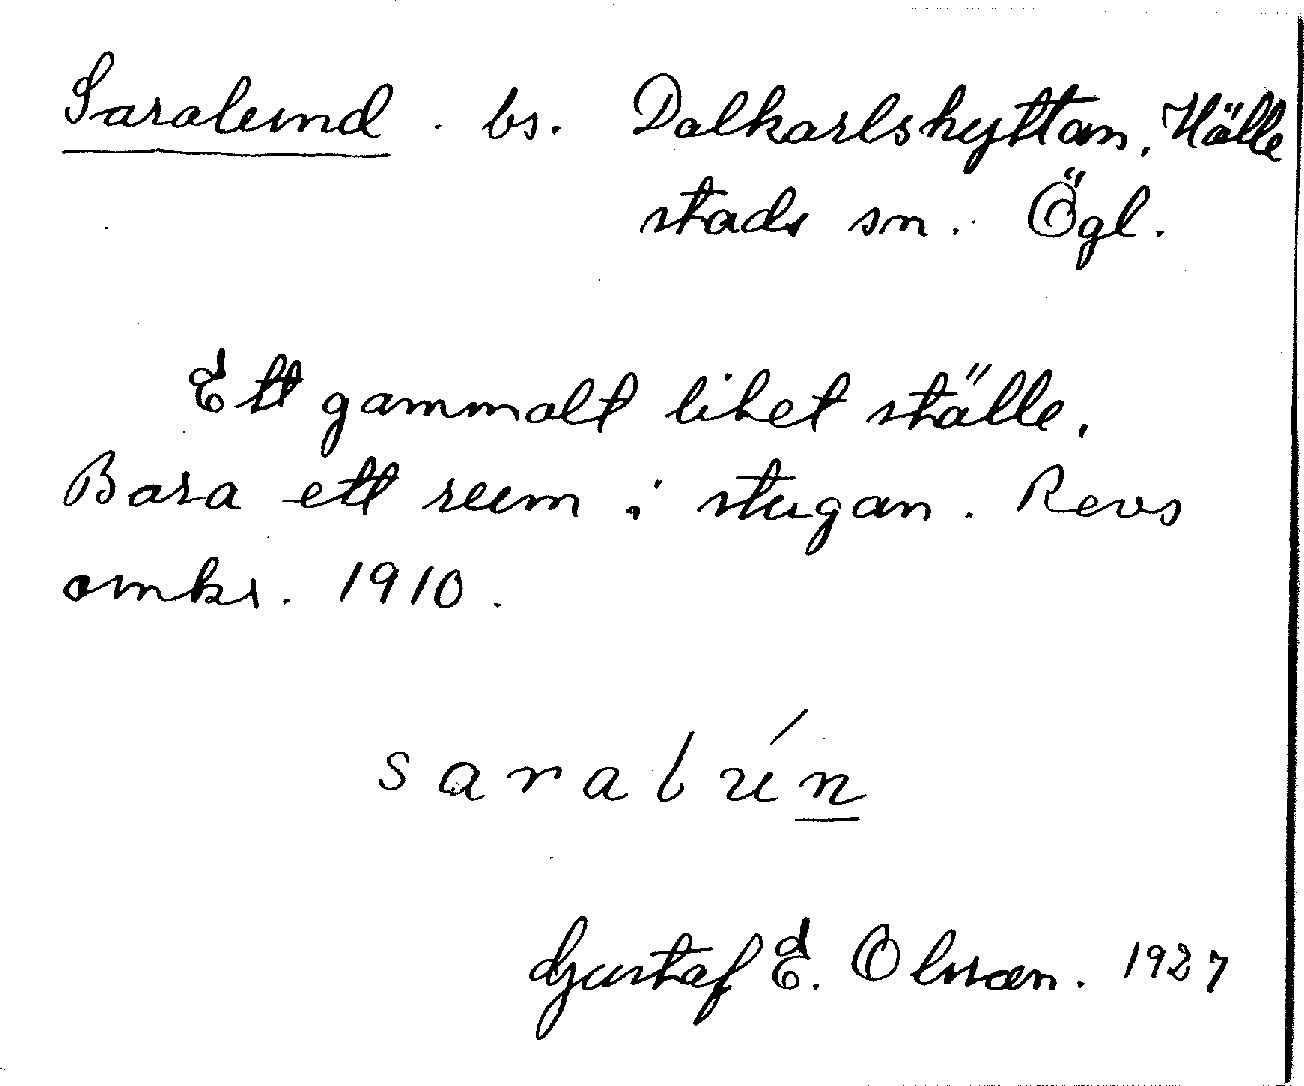 Saralund . bs. Dalkarlshyttan, Hälle
stads sn. Ögl.
Ett gammalt litet ställe.
Bara ett rum i stugan. Revs
omkr. 1910.
saralún
Gustaf E. Olsson. 1927